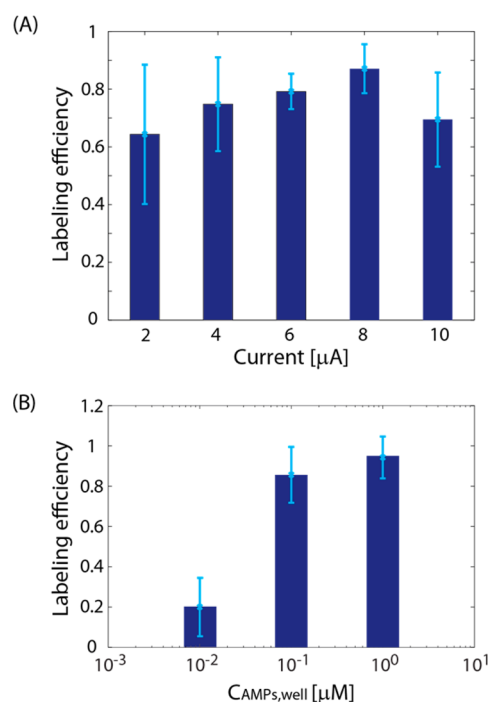 (A)
1
0.8
0.6
0.4
0.2
0
Labeling efficiency
2 4 6 8 10
Current [μA]
(B)
1.2
1
0.8
0.6
0.4
0.2
0
Labeling efficiency
10⁻³ 10⁻² 10⁻¹ 10⁰ 10¹
CAMPs,well [μM]